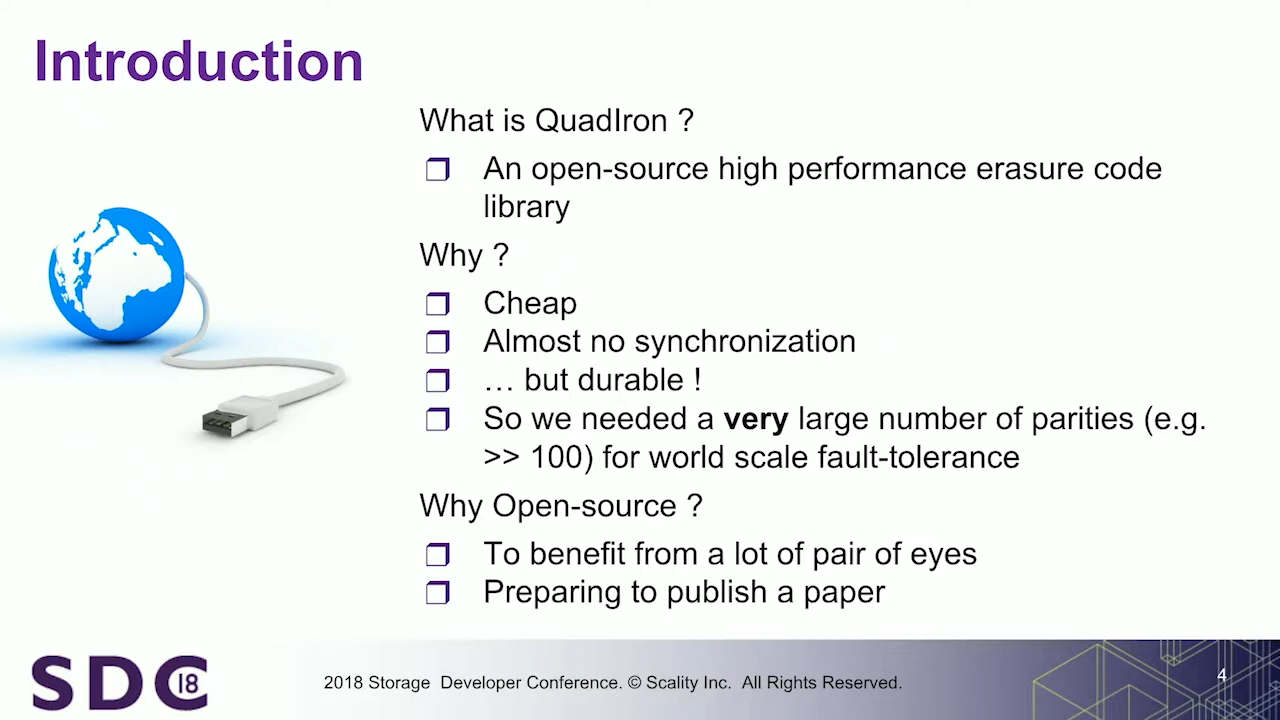 Introduction
What is QuadIron ?
❒ An open-source high performance erasure code
library
Why ?
❒ Cheap
❒ Almost no synchronization
❒ … but durable !
❒ So we needed a very large number of parities (e.g.
>> 100) for world scale fault-tolerance
Why Open-source ?
❒ To benefit from a lot of pair of eyes
❒ Preparing to publish a paper
SDC 18
2018 Storage Developer Conference. © Scality Inc. All Rights Reserved.
4